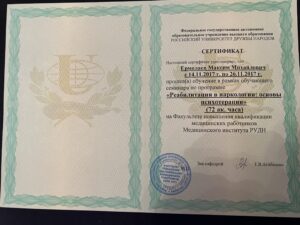 Федеральное государственное автономное
образовательное учреждение высшего образования
РОССИЙСКИЙ УНИВЕРСИТЕТ ДРУЖБЫ НАРОДОВ
СЕРТИФИКАТ
Настоящий сертификат удостоверяет, что
Ермолаев Максим Михайлович
с 14.11.2017 г. по 26.11.2017 г.
прошел(а) обучение в рамках обучающего
семинара по программе
«Реабилитация в наркологии: основы
психотерапии»
(72 ак. часа)
на Факультете повышения квалификации
медицинских работников
Медицинского института РУДН
Зав.кафедрой